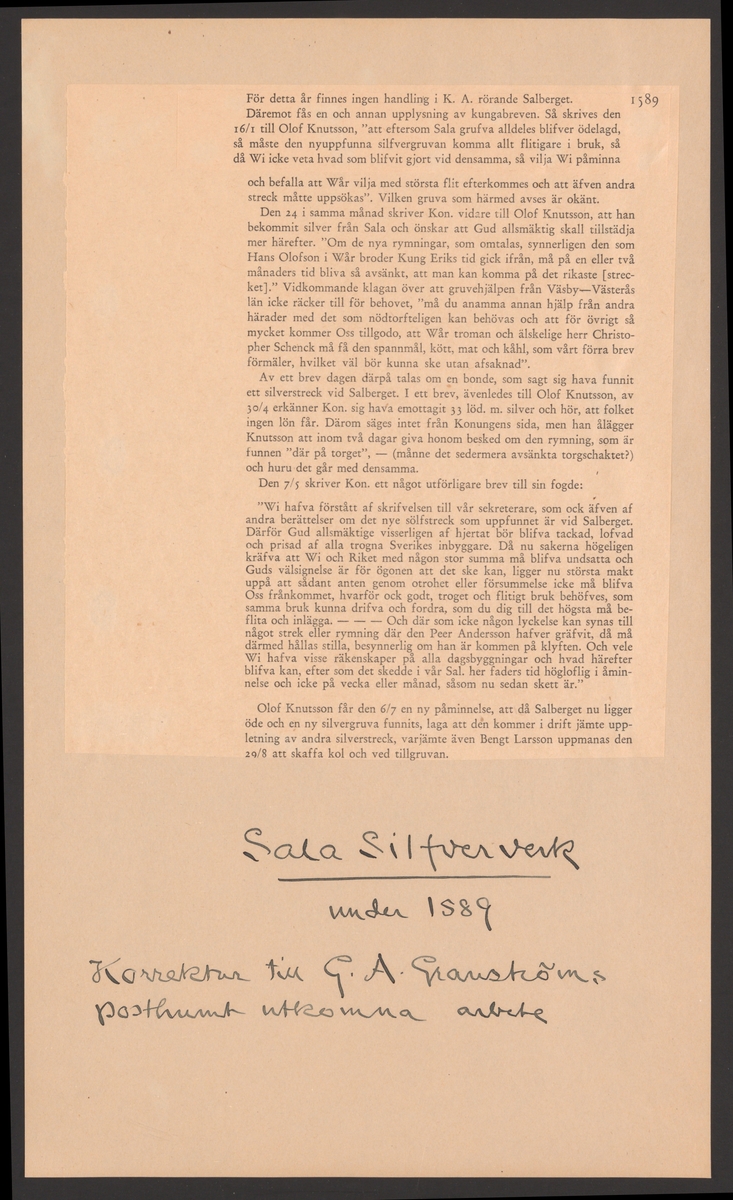 För detta år finnes ingen handling i K. A. rörande Salberget. 1589
Däremot fås en och annan upplysning av kungabreven. Så skrives den
16/1 till Olof Knutsson, ”att eftersom Sala grufva alldeles blifver ödelagd,
så måste den nyuppfunna silfvergruvan komma allt flitigare i bruk, så
då Wi icke veta hvad som blifvit gjort vid densamma, så vilja Wi påminna
och befalla att Wår vilja med största flit efterkommes och att äfven andra
streck måtte uppsökas”. Vilken gruva som härmed avses är okänt.
Den 24 i samma månad skriver Kon. vidare till Olof Knutsson, att han
bekommit silver från Sala och önskar att Gud allsmäktig skall tillstädja
mer härefter. ”Om de nya rymningar, som omtalas, synnerligen den som
Hans Olofson i Wår broder Kung Eriks tid gick ifrån, må på en eller två
månaders tid bliva så avsänkt, att man kan komma på det rikaste [strec-
ket].” Vidkommande klagan över att gruvehjälpen från Väsby—Västerås
län icke räcker till för behovet, ”må du anamma annan hjälp från andra
härader med det som nödtorfteligen kan behövas och att för övrigt så
mycket kommer Oss tillgodo, att Wår troman och älskelige herr Christo-
pher Schenck må få den spannmål, kött, mat och kåhl, som vårt förra brev
förmäler, hvilket väl bör kunna ske utan afsaknad”.
Av ett brev dagen därpå talas om en bonde, som sagt sig hava funnit
ett silverstreck vid Salberget. I ett brev, ävenledes till Olof Knutsson, av
30/4 erkänner Kon. sig hava emottagit 33 löd. m. silver och hör, att folket
ingen lön får. Därom säges intet från Konungens sida, men han ålägger
Knutsson att inom två dagar giva honom besked om den rymning, som är
funnen ”där på torget”, — (månne det sedermera avsänkta torgschaktet?)
och huru det går med densamma.
Den 7/5 skriver Kon. ett något utförligare brev till sin fogde:
”Wi hafva förstått af skrifvelsen till vår sekreterare, som ock äfven af
andra berättelser om det nye sölfstreck som uppfunnet är vid Salberget.
Därför Gud allsmäktige visserligen af hjertat bör blifva tackad, lofvad
och prisad af alla trogna Sverikes inbyggare. Då nu sakerna högeligen
kräfva att Wi och Riket med någon stor summa må blifva undsatta och
Guds välsignelse är för ögonen att det ske kan, ligger nu största makt
uppå att sådant anten genom otrohet eller försummelse icke må blifva
Oss frånkommet, hvarför ock godt, troget och flitigt bruk behöfves, som
samma bruk kunna drifva och fordra, som du dig till det högsta må be-
flita och inlägga. — — — Och där som icke någon lyckelse kan synas till
något strek eller rymning där den Peer Andersson hafver gräfvit, då må
därmed hållas stilla, besynnerlig om han är kommen på klyften. Och vele
Wi hafva visse räkenskaper på alla dagsbyggningar och hvad härefter
blifva kan, efter som det skedde i vår Sal. her faders tid högloflig i åmin-
nelse och icke på vecka eller månad, såsom nu sedan skett är.”
Olof Knutsson får den 6/7 en ny påminnelse, att då Salberget nu ligger
öde och en ny silvergruva funnits, laga att den kommer i drift jämte upp-
letning av andra silverstreck, varjämte även Bengt Larsson uppmanas den
29/8 att skaffa kol och ved tillgruvan.
Sala Silfververk
under 1589
Korrektur till G. A. Granströms
posthumt utkomna arbete